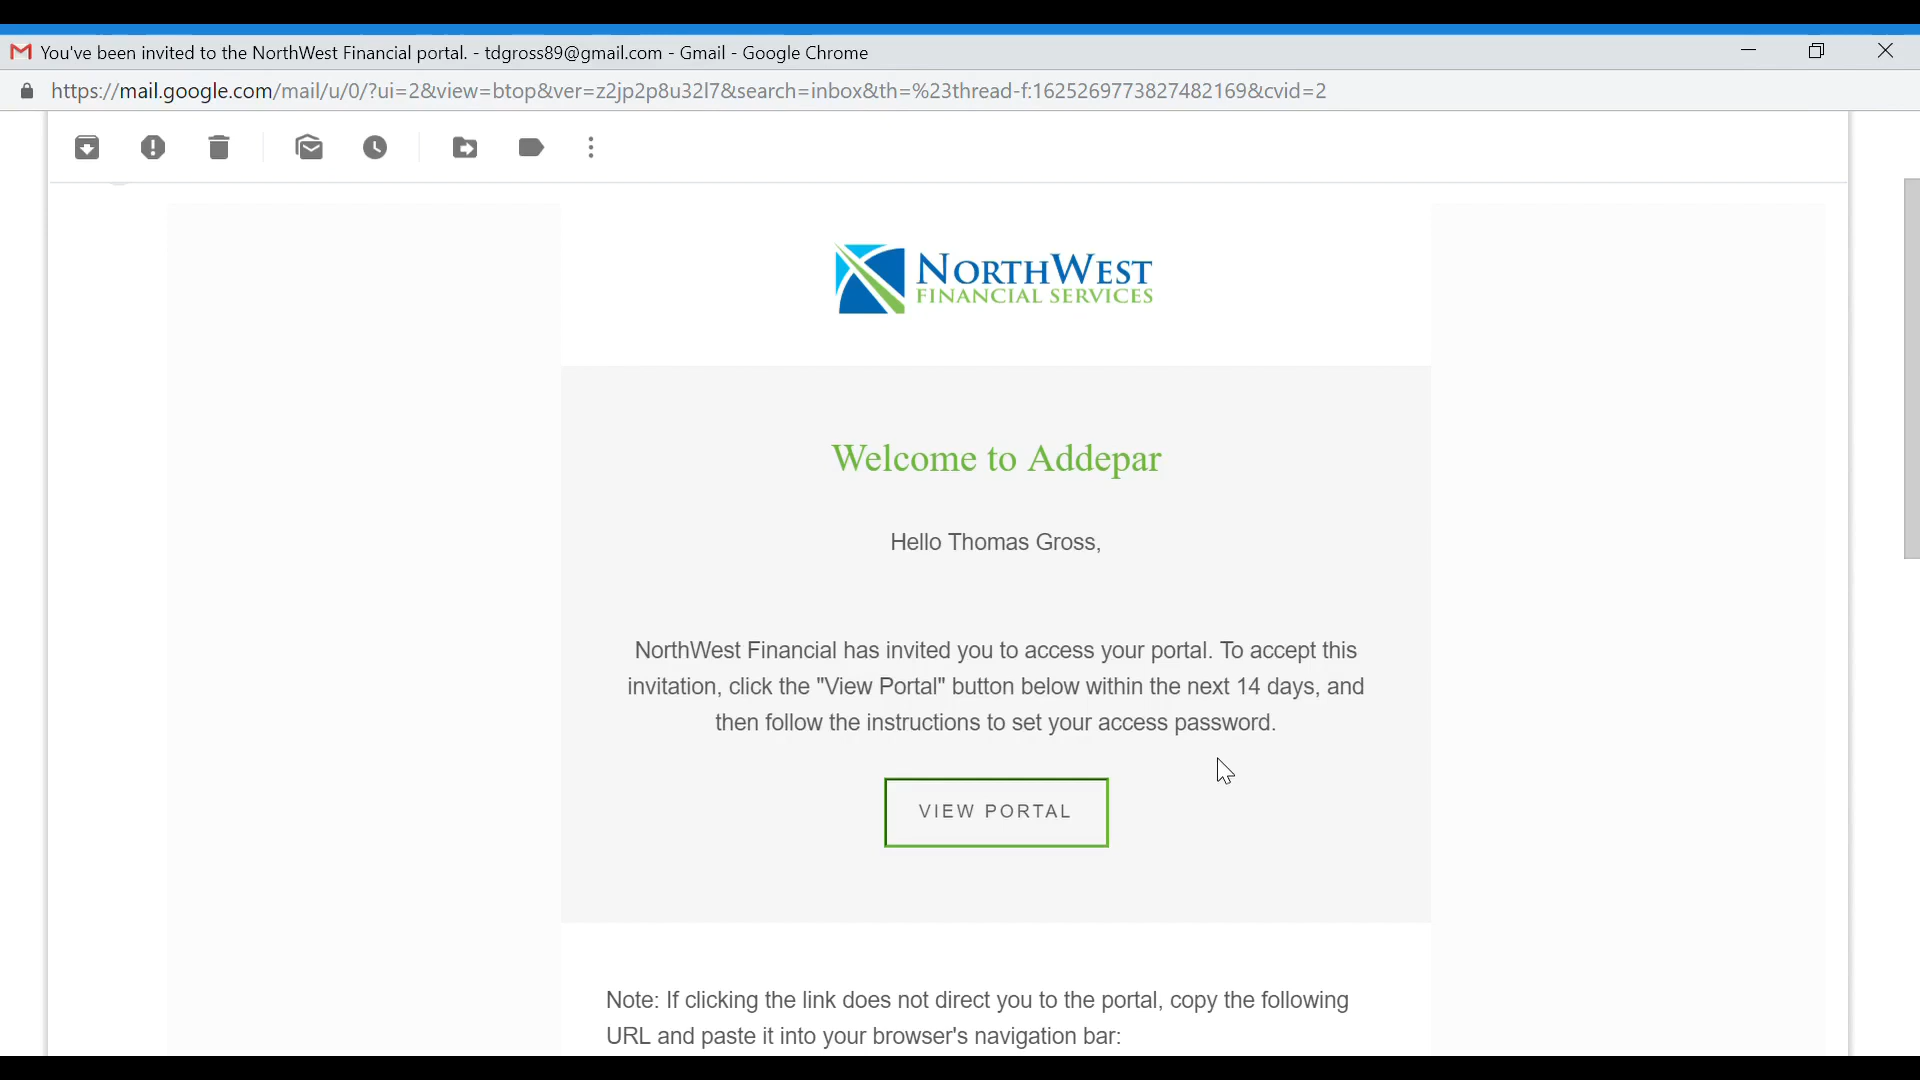 You've been invited to the NorthWest Financial portal. - tdgross89@gmail.com - Gmail - Google Chrome
https://mail.google.com/mail/u/0/?ui=2&view=btop&ver=z2jp2p8u32l7&search=inbox&th=%23thread-f:1625269773827482169&cvid=2
NORTHWEST
FINANCIAL SERVICES
Welcome to Addepar
Hello Thomas Gross,
NorthWest Financial has invited you to access your portal. To accept this
invitation, click the "View Portal" button below within the next 14 days, and
then follow the instructions to set your access password.
VIEW PORTAL
Note: If clicking the link does not direct you to the portal, copy the following
URL and paste it into your browser's navigation bar: